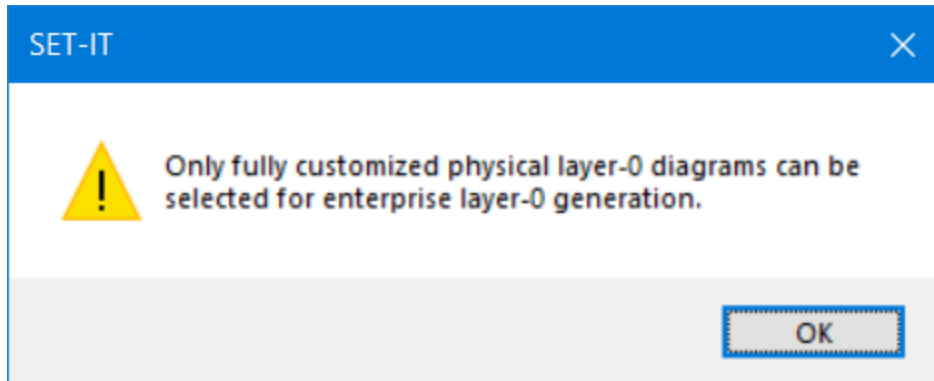 SET-IT
Only fully customized physical layer-0 diagrams can be
selected for enterprise layer-0 generation.
OK